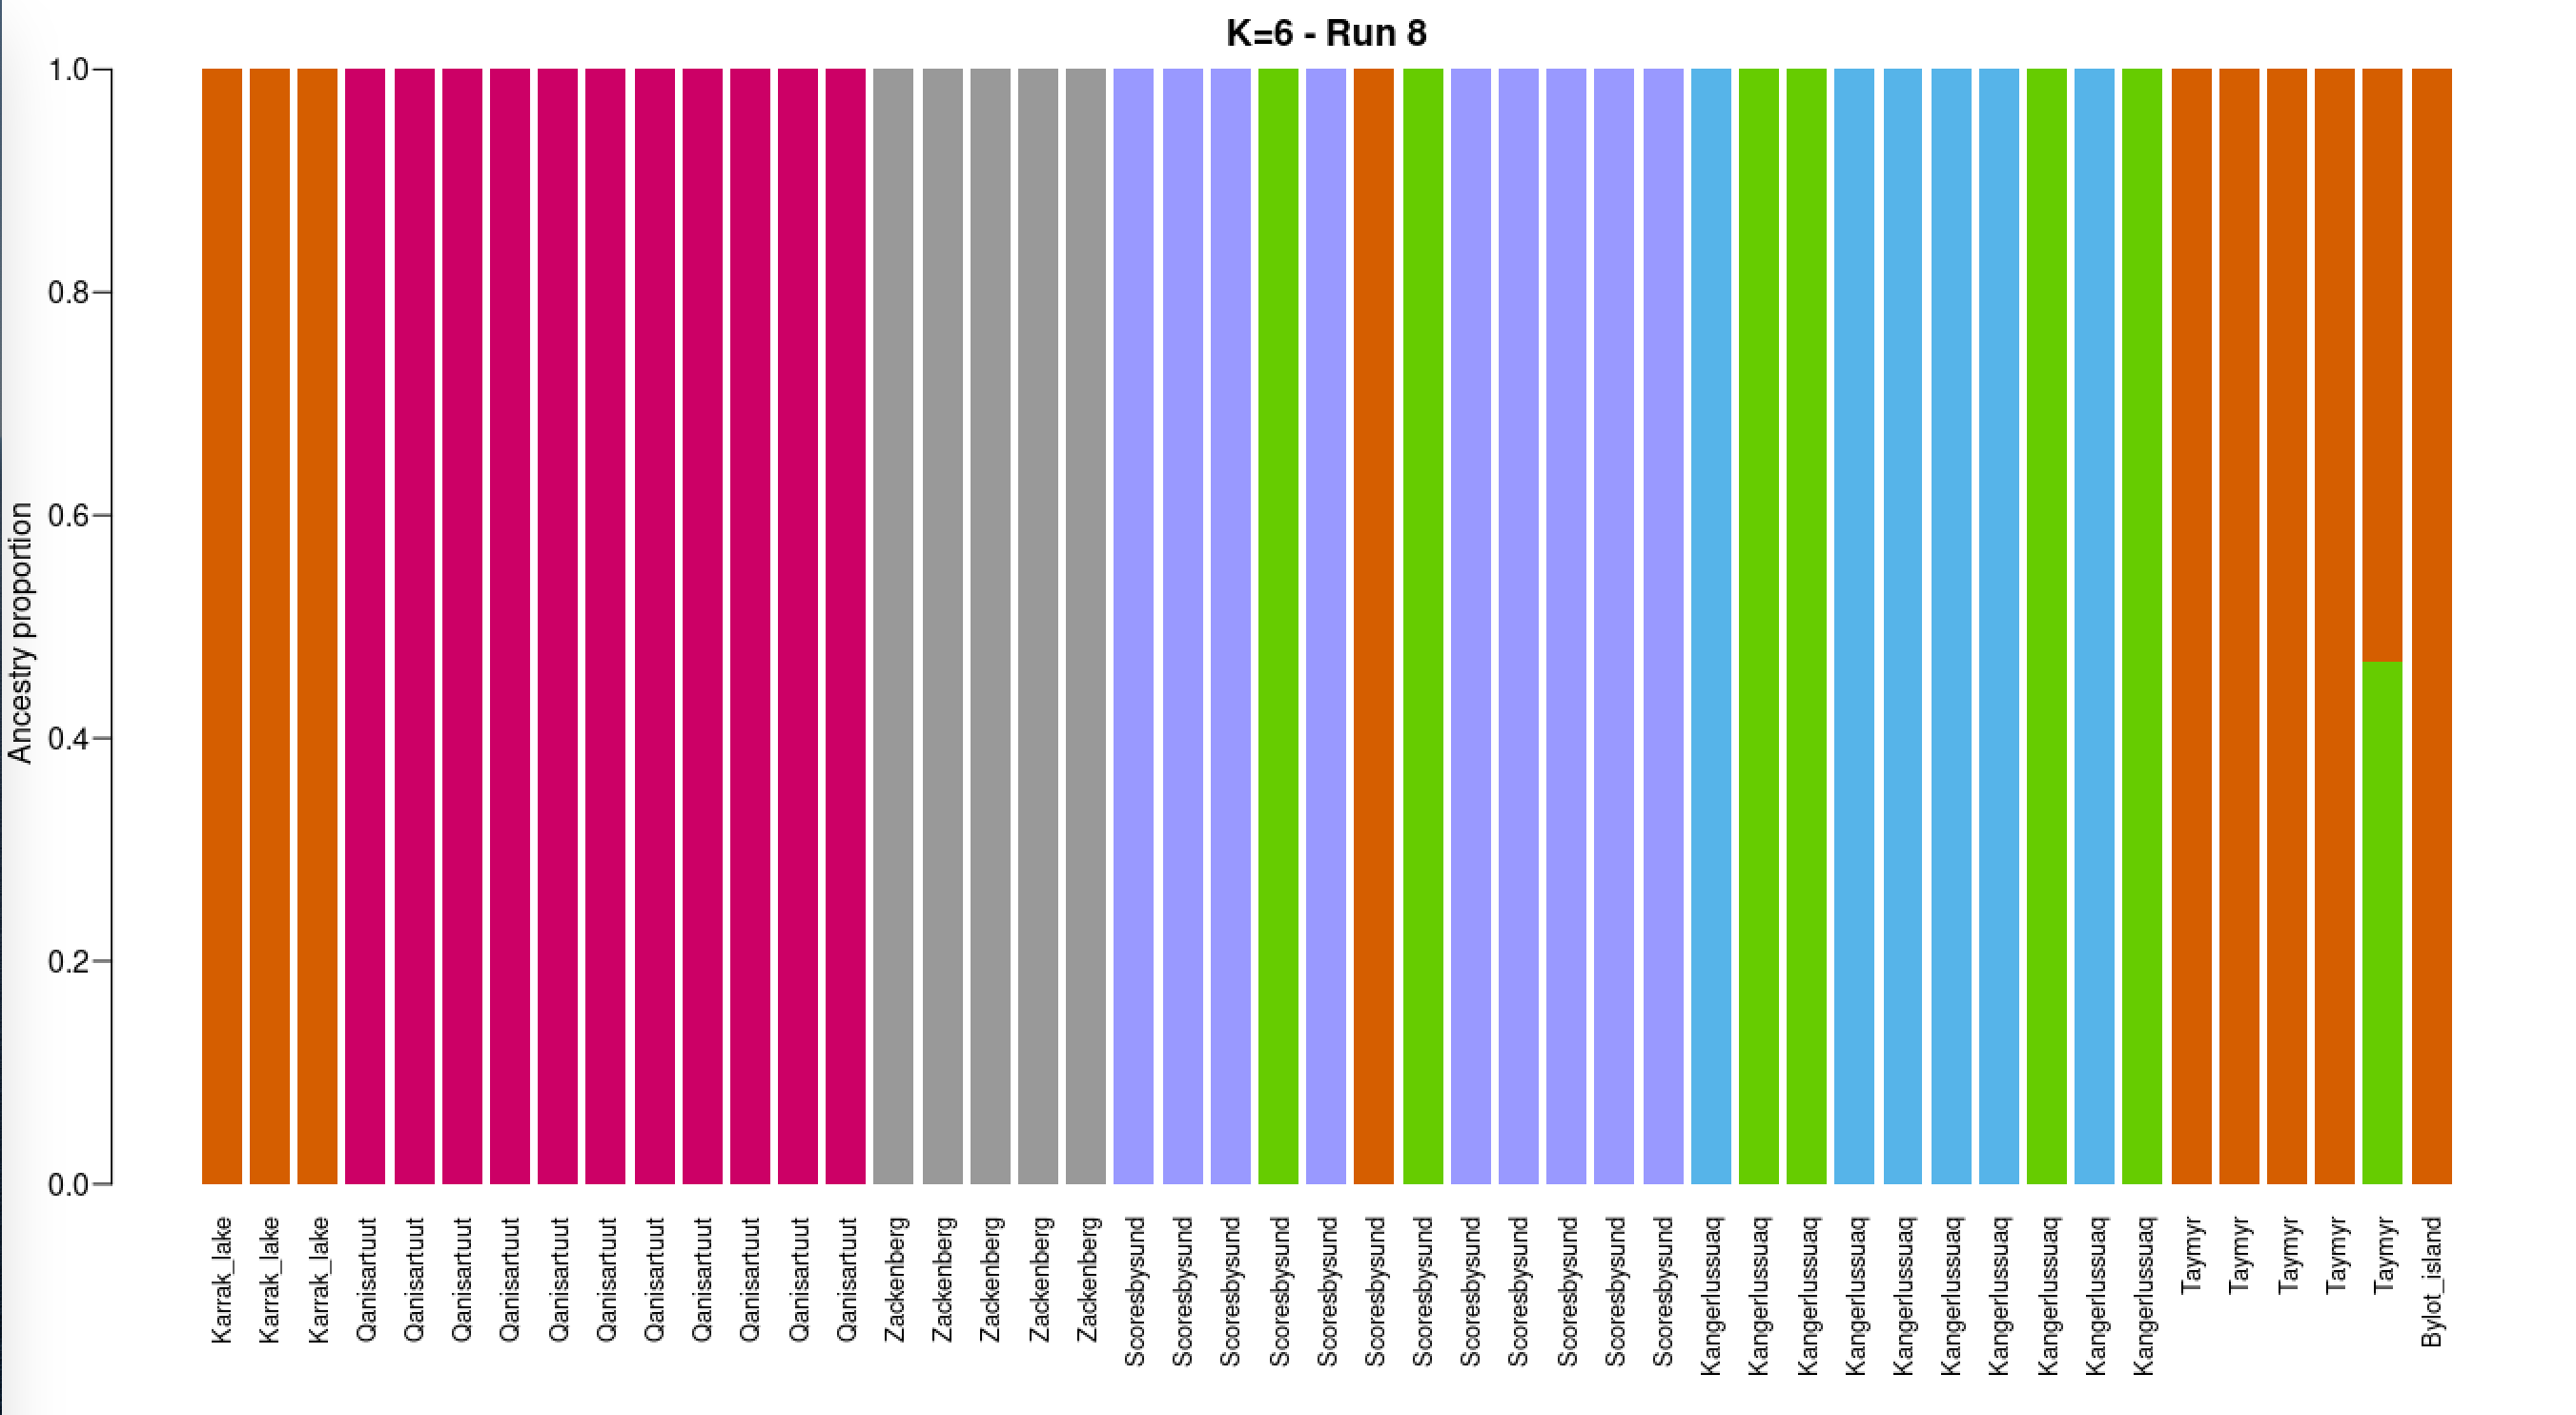 K=6 - Run 8
Ancestry proportion
1.0
0.8
0.6
0.4
0.2
0.0
Karrak_lake
Karrak_lake
Karrak_lake
Qanisartuut
Qanisartuut
Qanisartuut
Qanisartuut
Qanisartuut
Qanisartuut
Qanisartuut
Qanisartuut
Qanisartuut
Qanisartuut
Qanisartuut
Zackenberg
Zackenberg
Zackenberg
Zackenberg
Zackenberg
Scoresbysund
Scoresbysund
Scoresbysund
Scoresbysund
Scoresbysund
Scoresbysund
Scoresbysund
Scoresbysund
Scoresbysund
Scoresbysund
Scoresbysund
Scoresbysund
Kangerlussuaq
Kangerlussuaq
Kangerlussuaq
Kangerlussuaq
Kangerlussuaq
Kangerlussuaq
Kangerlussuaq
Kangerlussuaq
Kangerlussuaq
Kangerlussuaq
Taymyr
Taymyr
Taymyr
Taymyr
Taymyr
Bylot_island